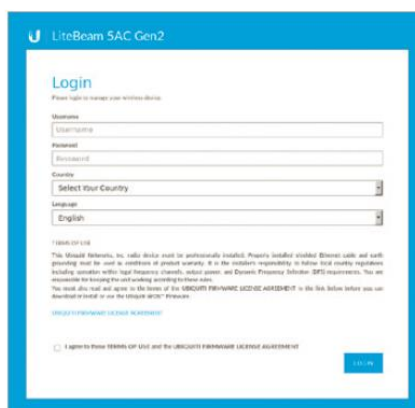 LiteBeam 5AC Gen2
Login
Please login to manage your wireless device.
Username
Username
Password
Password
Country
Select Your Country
Language
English
TERMS OF USE
This Ubiquiti Networks, Inc. radio device must be professionally installed. Properly installed shielded Ethernet cable and earth
grounding must be used as conditions of product warranty. It is the installer's responsibility to follow local country regulations
including operation within legal frequency channels, output power, and Dynamic Frequency Selection (DFS) requirements. You are
responsible for keeping the unit working according to these rules.
You must also read and agree to the terms of the UBIQUITI FIRMWARE LICENSE AGREEMENT in the link below before you can
download or install or use the Ubiquiti airOS™ Firmware.
UBIQUITI FIRMWARE LICENSE AGREEMENT
I agree to these TERMS OF USE and the UBIQUITI FIRMWARE LICENSE AGREEMENT
LOGIN